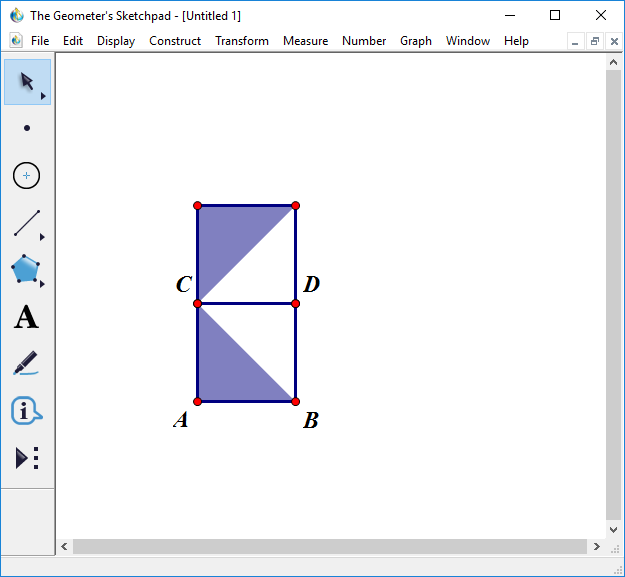 The Geometer's Sketchpad - [Untitled 1]
File Edit Display Construct Transform Measure Number Graph Window Help
A
i
C D
A B